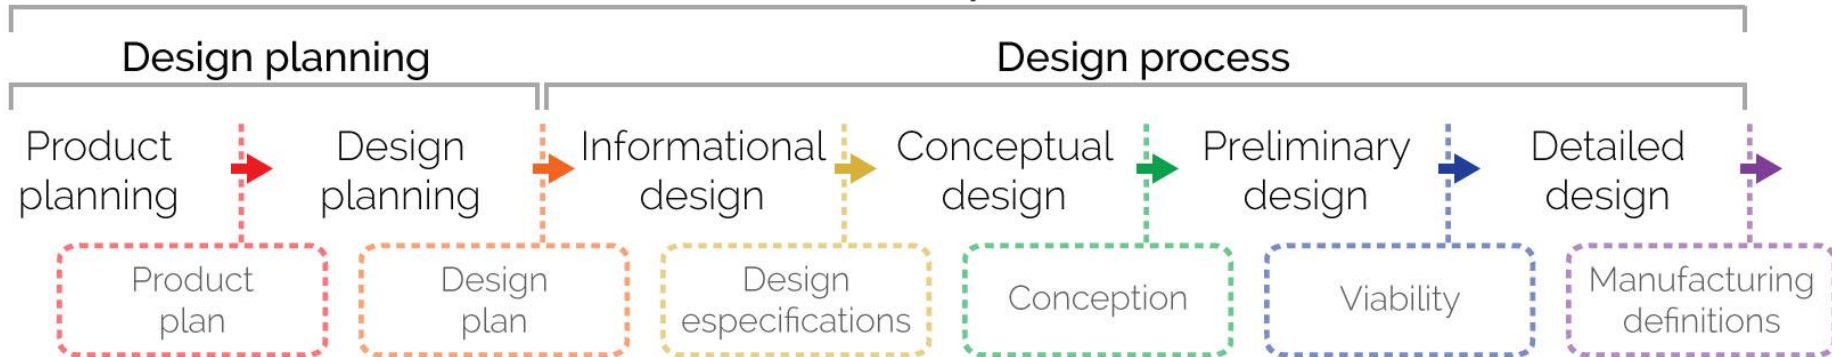 Design planning
Design process
Product
planning
Design
planning
Informational
design
Conceptual
design
Preliminary
design
Detailed
design
Product
plan
Design
plan
Design
especifications
Conception
Viability
Manufacturing
definitions